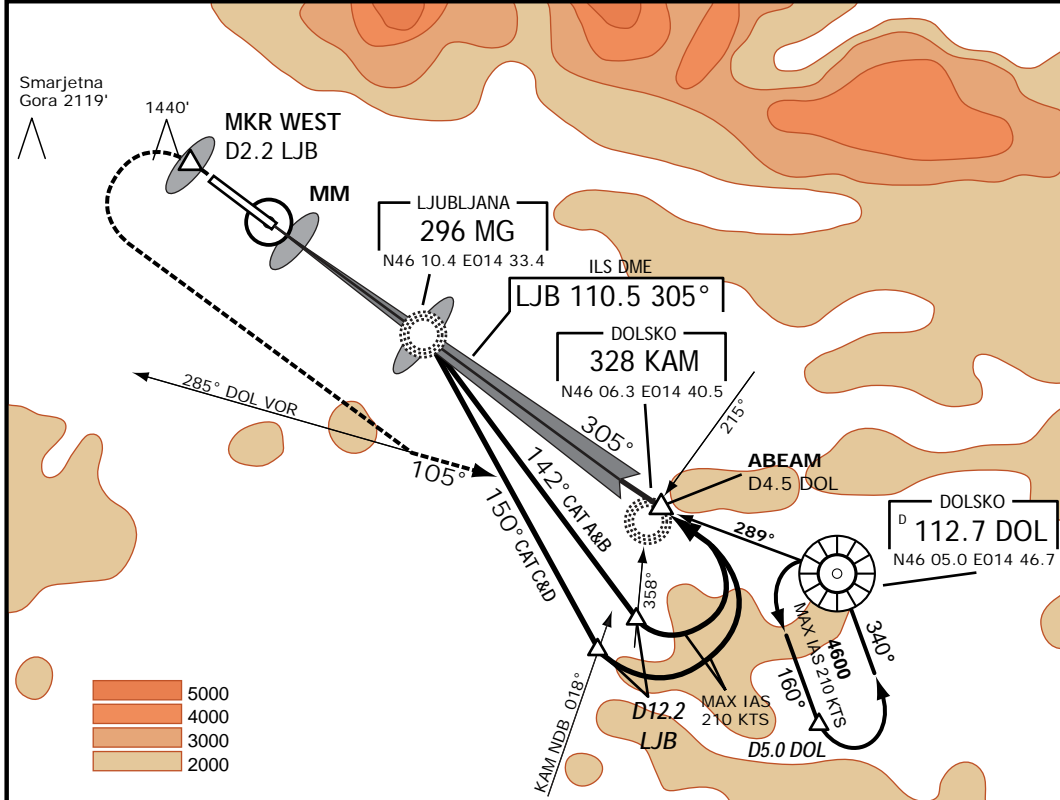 Smarjetna
Gora 2119'
1440'
MKR WEST
D2.2 LJB
MM
LJUBLJANA
296 MG
N46 10.4 E014 33.4
ILS DME
LJB 110.5 305°
DOLSKO
328 KAM
N46 06.3 E014 40.5
285° DOL VOR
105°
305°
215°
142° CAT A&B
150° CAT C&D
ABEAM
D4.5 DOL
289°
DOLSKO
D 112.7 DOL
N46 05.0 E014 46.7
358°
KAM NDB 018°
D12.2
LJB
MAX IAS
210 KTS
4600
MAX IAS 210 KTS
160°
340°
D5.0 DOL
5000
4000
3000
2000